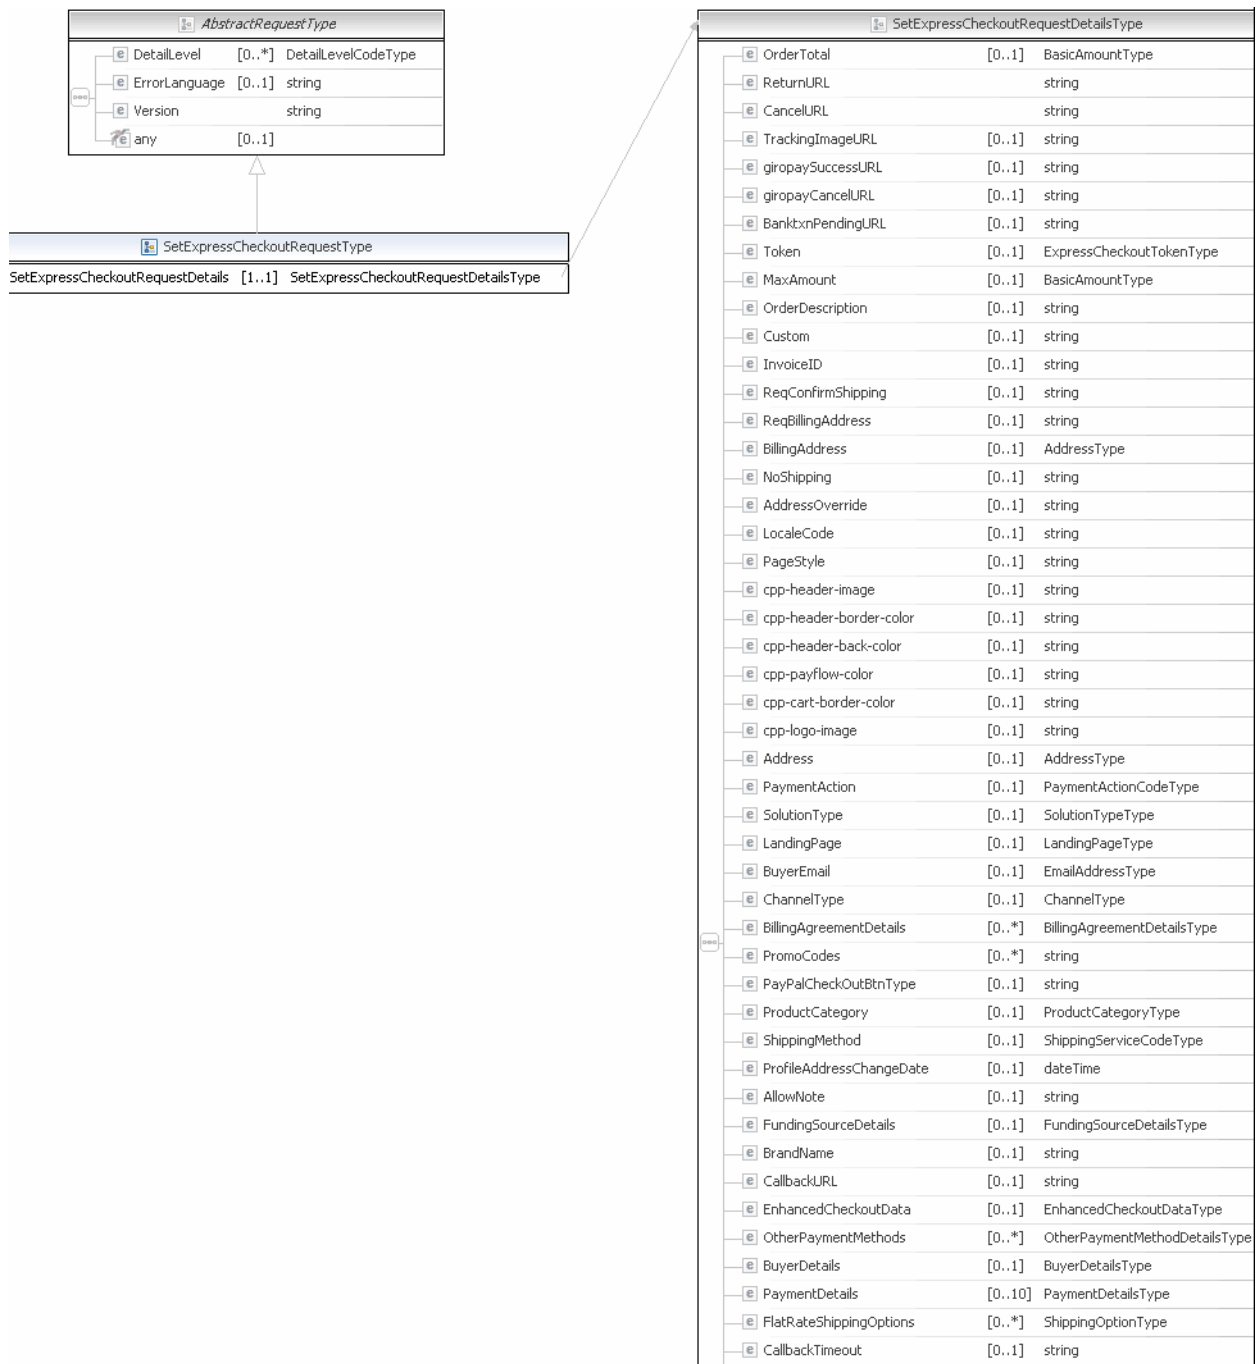 AbstractRequestType
e DetailLevel [0..*] DetailLevelCodeType
e ErrorLanguage [0..1] string
e Version string
e any [0..1]
SetExpressCheckoutRequestType
SetExpressCheckoutRequestDetails [1..1] SetExpressCheckoutRequestDetailsType
SetExpressCheckoutRequestDetailsType
e OrderTotal [0..1] BasicAmountType
e ReturnURL string
e CancelURL string
e TrackingImageURL [0..1] string
e giropaySuccessURL [0..1] string
e giropayCancelURL [0..1] string
e BanktxnPendingURL [0..1] string
e Token [0..1] ExpressCheckoutTokenType
e MaxAmount [0..1] BasicAmountType
e OrderDescription [0..1] string
e Custom [0..1] string
e InvoiceID [0..1] string
e ReqConfirmShipping [0..1] string
e ReqBillingAddress [0..1] string
e BillingAddress [0..1] AddressType
e NoShipping [0..1] string
e AddressOverride [0..1] string
e LocaleCode [0..1] string
e PageStyle [0..1] string
e cpp-header-image [0..1] string
e cpp-header-border-color [0..1] string
e cpp-header-back-color [0..1] string
e cpp-payflow-color [0..1] string
e cpp-cart-border-color [0..1] string
e cpp-logo-image [0..1] string
e Address [0..1] AddressType
e PaymentAction [0..1] PaymentActionCodeType
e SolutionType [0..1] SolutionTypeType
e LandingPage [0..1] LandingPageType
e BuyerEmail [0..1] EmailAddressType
e ChannelType [0..1] ChannelType
e BillingAgreementDetails [0..*] BillingAgreementDetailsType
e PromoCodes [0..*] string
e PayPalCheckOutBtnType [0..1] string
e ProductCategory [0..1] ProductCategoryType
e ShippingMethod [0..1] ShippingServiceCodeType
e ProfileAddressChangeDate [0..1] dateTime
e AllowNote [0..1] string
e FundingSourceDetails [0..1] FundingSourceDetailsType
e BrandName [0..1] string
e CallbackURL [0..1] string
e EnhancedCheckoutData [0..1] EnhancedCheckoutDataType
e OtherPaymentMethods [0..*] OtherPaymentMethodDetailsType
e BuyerDetails [0..1] BuyerDetailsType
e PaymentDetails [0..10] PaymentDetailsType
e FlatRateShippingOptions [0..*] ShippingOptionType
e CallbackTimeout [0..1] string